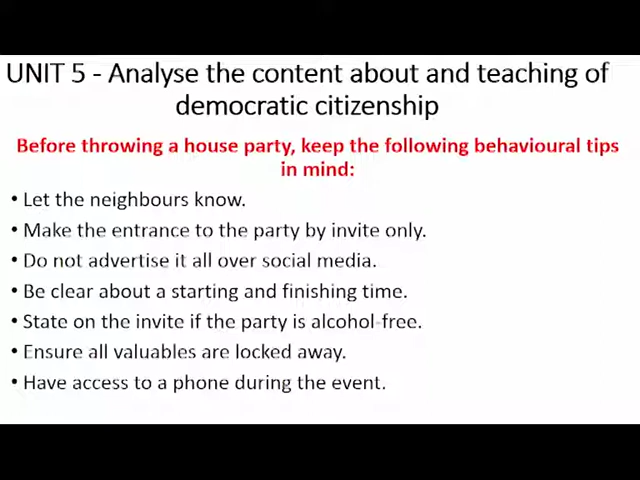 UNIT 5 - Analyse the content about and teaching of
democratic citizenship
Before throwing a house party, keep the following behavioural tips
in mind:
• Let the neighbours know.
• Make the entrance to the party by invite only.
• Do not advertise it all over social media.
• Be clear about a starting and finishing time.
• State on the invite if the party is alcohol-free.
• Ensure all valuables are locked away.
• Have access to a phone during the event.